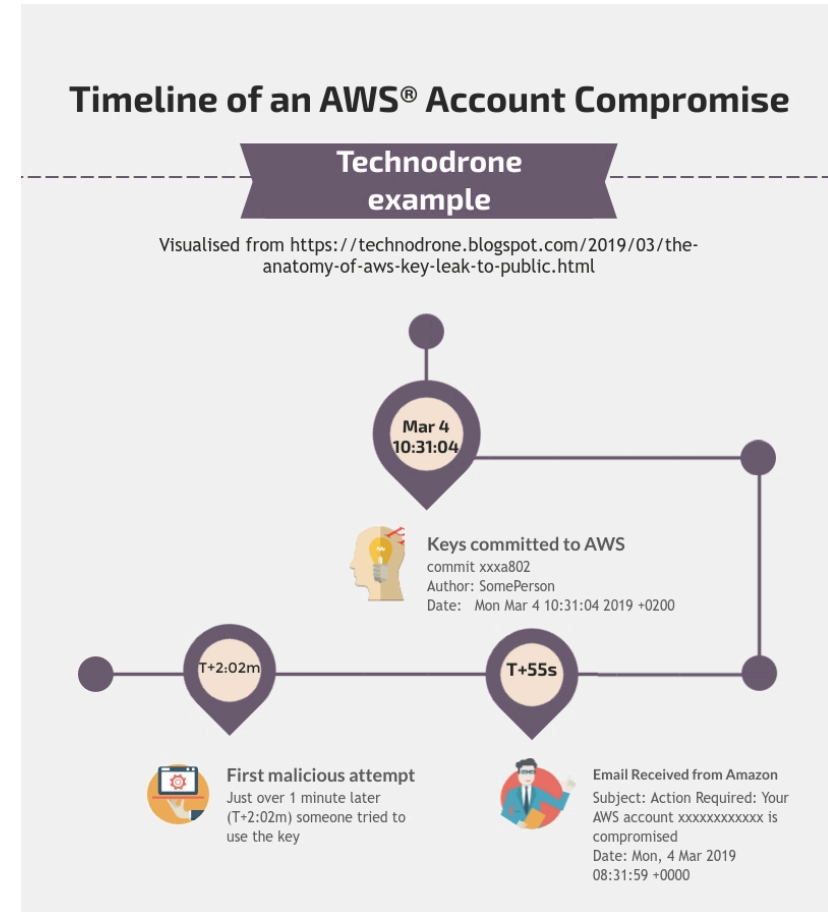 Timeline of an AWS® Account Compromise
Technodrone
example
Visualised from https://technodrone.blogspot.com/2019/03/the-
anatomy-of-aws-key-leak-to-public.html
Mar 4
10:31:04
Keys committed to AWS
commit xxxa802
Author: SomePerson
Date: Mon Mar 4 10:31:04 2019 +0200
T+55s
Email Received from Amazon
Subject: Action Required: Your
AWS account xxxxxxxxxxxx is
compromised
Date: Mon, 4 Mar 2019
08:31:59 +0000
T+2:02m
First malicious attempt
Just over 1 minute later
(T+2:02m) someone tried to
use the key